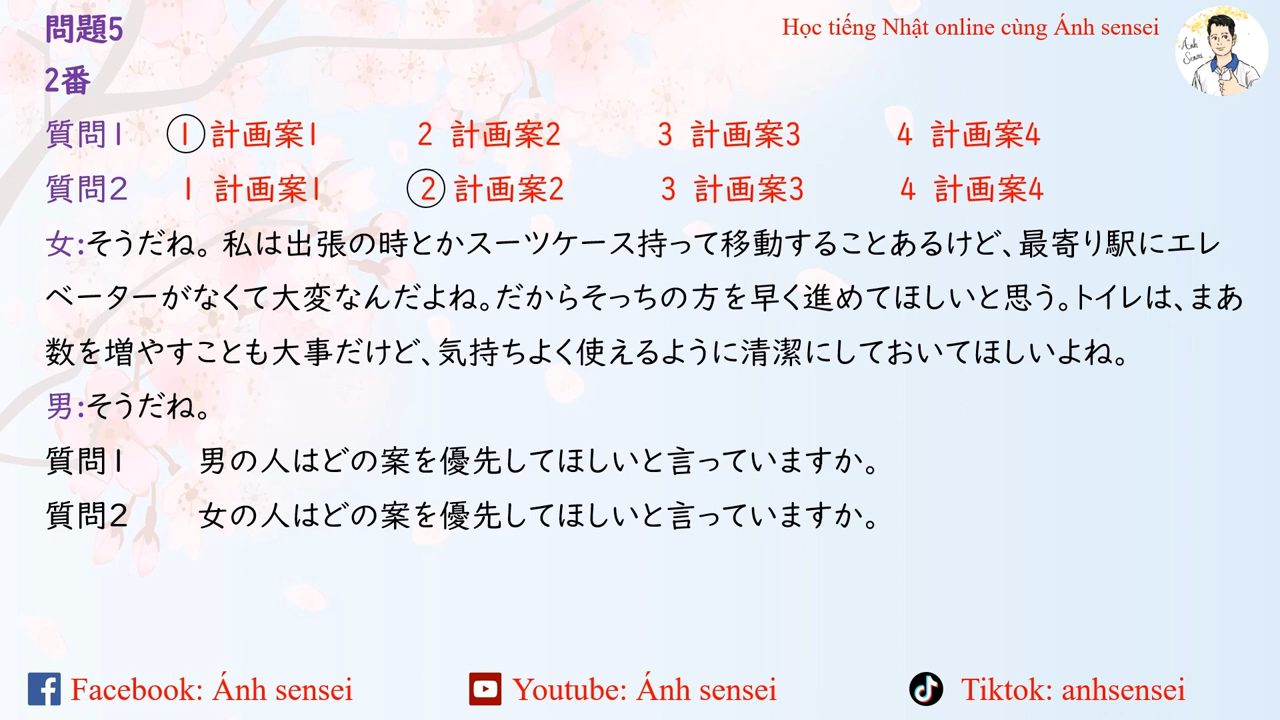 問題5
Học tiếng Nhật online cùng Ánh sensei
Anh Sensei
2番
質問1 1 計画案1 2 計画案2 3 計画案3 4 計画案4
質問2 1 計画案1 2 計画案2 3 計画案3 4 計画案4
女:そうだね。私は出張の時とかスーツケース持って移動することあるけど、最寄り駅にエレ
ベーターがなくて大変なんだよね。だからそっちの方を早く進めてほしいと思う。トイレは、まあ
数を増やすことも大事だけど、気持ちよく使えるように清潔にしておいてほしいよね。
男:そうだね。
質問1 男の人はどの案を優先してほしいと言っていますか。
質問2 女の人はどの案を優先してほしいと言っていますか。
Facebook: Ánh sensei
Youtube: Ánh sensei
Tiktok: anhsensei